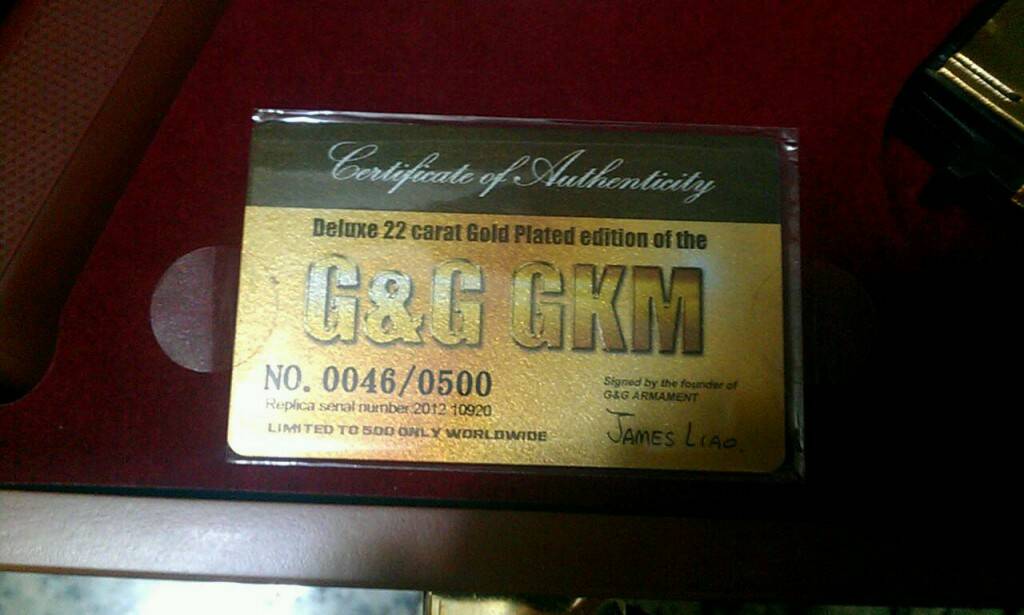 Certificate of Authenticity
Deluxe 22 carat Gold Plated edition of the
G&G GKM
NO. 0046/0500
Replica serial number:2012 10920
LIMITED TO 500 ONLY WORLDWIDE
Signed by the founder of
G&G ARMAMENT
JAMES LIAO.